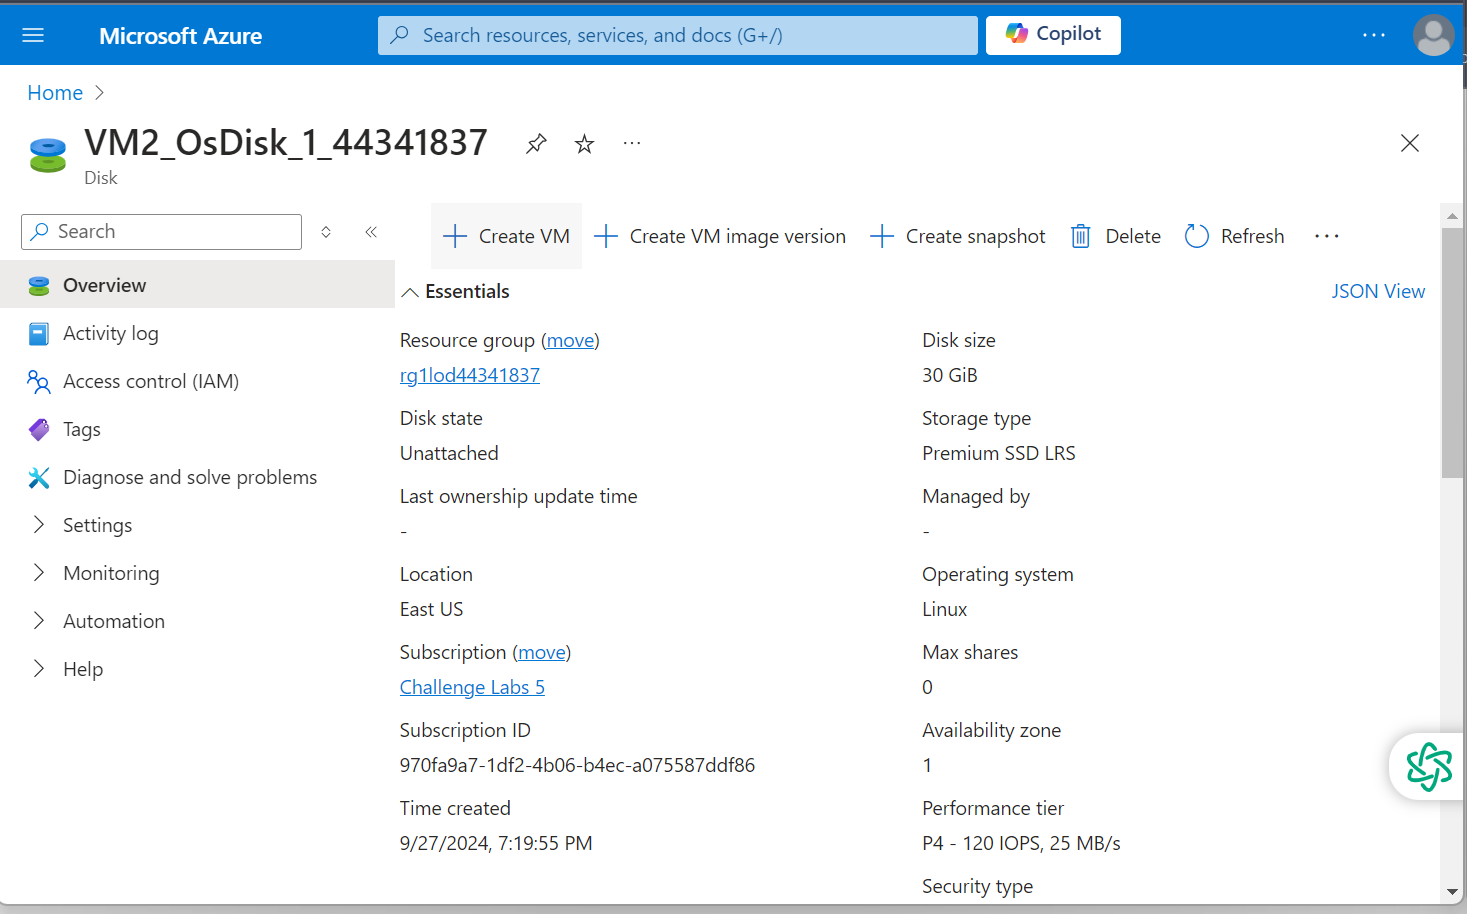 Microsoft Azure
Search resources, services, and docs (G+/)
Copilot
Home
VM2_OsDisk_1_44341837
Disk
Search
Create VM
Create VM image version
Create snapshot
Delete
Refresh
Overview
Activity log
Access control (IAM)
Tags
Diagnose and solve problems
Settings
Monitoring
Automation
Help
Essentials
JSON View
Resource group (move)
rg1lod44341837
Disk state
Unattached
Last ownership update time
-
Location
East US
Subscription (move)
Challenge Labs 5
Subscription ID
970fa9a7-1df2-4b06-b4ec-a075587ddf86
Time created
9/27/2024, 7:19:55 PM
Disk size
30 GiB
Storage type
Premium SSD LRS
Managed by
-
Operating system
Linux
Max shares
0
Availability zone
1
Performance tier
P4 - 120 IOPS, 25 MB/s
Security type